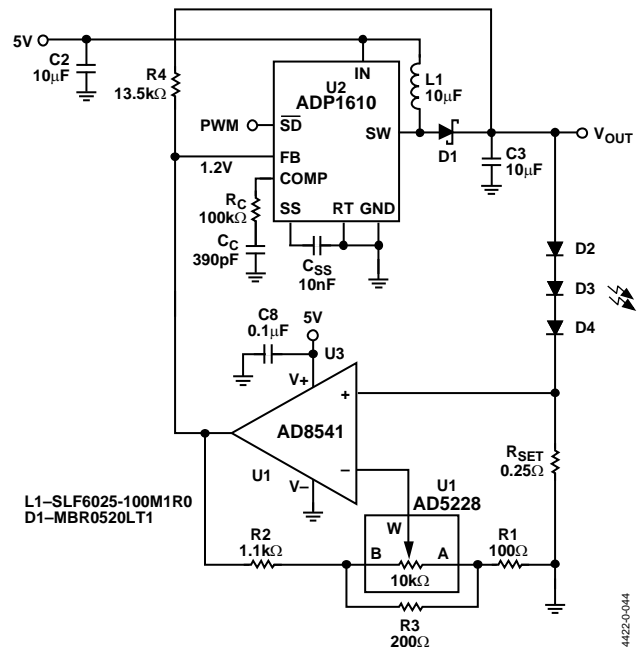 5V
C2
10μF
R4
13.5kΩ
IN
U2
ADP1610
L1
10μF
PWM
SD
SW
D1
VOUT
C3
10μF
1.2V
FB
COMP
RC
100kΩ
SS
RT
GND
CC
390pF
CSS
10nF
D2
D3
D4
C8
0.1μF
5V
U3
V+
+
AD8541
–
U1
V–
RSET
0.25Ω
L1–SLF6025-100M1R0
D1–MBR0520LT1
U1
AD5228
W
R2
1.1kΩ
B
A
10kΩ
R1
100Ω
R3
200Ω
4422-0-044